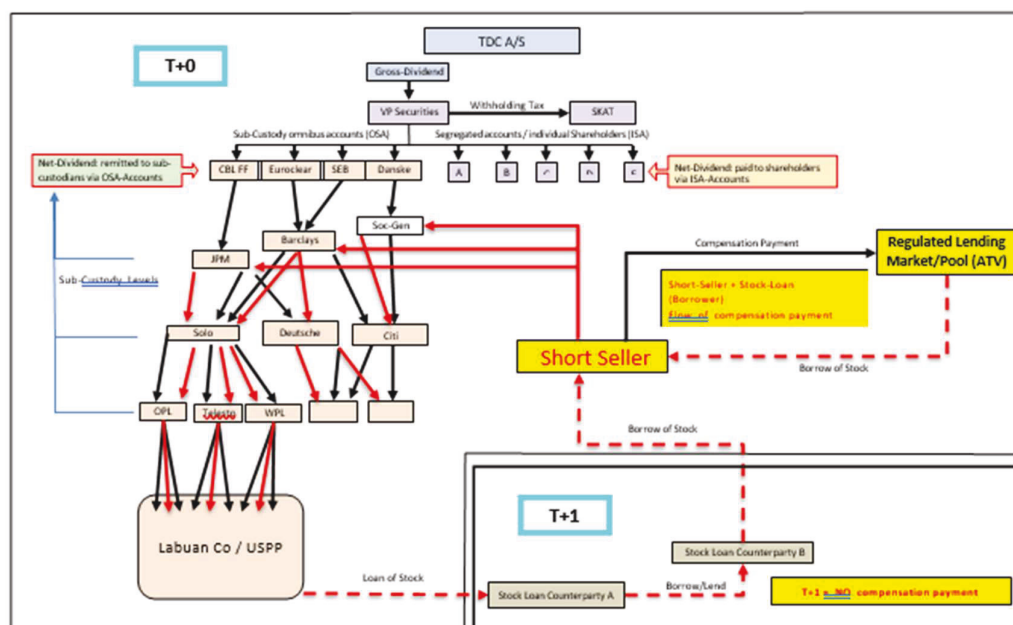 TDC A/S
T+0
Gross-Dividend
VP Securities
Withholding Tax
SKAT
Sub-Custody omnibus accounts (OSA)
Segregated accounts / individual Shareholders (ISA)
Net-Dividend: remitted to sub-
custodians via OSA-Accounts
CBL FF
Euroclear
SEB
Danske
A
B
C
D
Net-Dividend: paid to shareholders
via ISA-Accounts
Soc-Gen
Barclays
JPM
Compensation Payment
Regulated Lending
Market/Pool (ATV)
Sub-Custody Levels
Short-Seller + Stock-Loan
(Borrower)
Flow of compensation payment
Solo
Deutsche
Citi
Short Seller
Borrow of Stock
OPL
Telesto
WPL
Borrow of Stock
T+1
Labuan Co / USPP
Stock Loan Counterparty B
Loan of Stock
Stock Loan Counterparty A
Borrow/Lend
T+1 = NO compensation payment